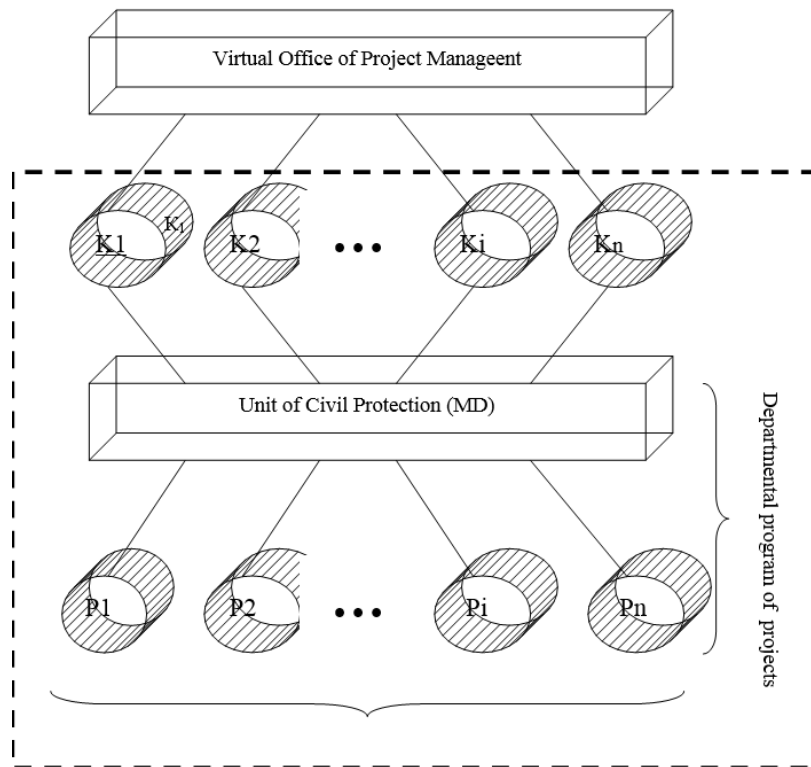 Virtual Office of Project Manageent
K1
K1
K2
•••
Ki
Kn
Unit of Civil Protection (MD)
Departmental program of
projects
P1
P2
•••
Pi
Pn